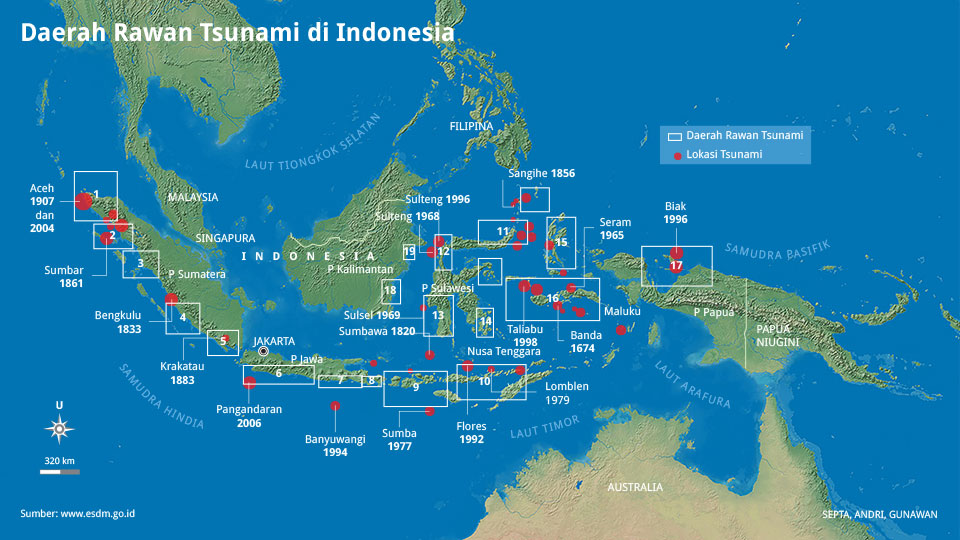 Daerah Rawan Tsunami di Indonesia
FILIPINA
LAUT TIONGKOK SELATAN
Daerah Rawan Tsunami
Lokasi Tsunami
Sangihe 1856
Aceh
1907
dan
2004
1
MALAYSIA
Sulteng 1996
Sulteng 1968
Biak
1996
Seram
1965
2
SINGAPURA
11
15
SAMUDRA PASIFIK
INDONESIA
19
12
3
Sumbar
1861
P Sumatera
P Kalimantan
17
P Sulawesi
18
16
Bengkulu
1833
4
Sulsel 1969
13
14
Maluku
P Papua
Sumbawa 1820
Taliabu
1998
Banda
1674
PAPUA
NIUGINI
5
JAKARTA
Krakatau
1883
P Jawa
Nusa Tenggara
6
7
8
9
10
Lomblen
1979
LAUT ARAFURA
SAMUDRA HINDIA
Pangandaran
2006
Banyuwangi
1994
Sumba
1977
Flores
1992
LAUT TIMOR
U
320 km
AUSTRALIA
Sumber: www.esdm.go.id
SEPTA, ANDRI, GUNAWAN